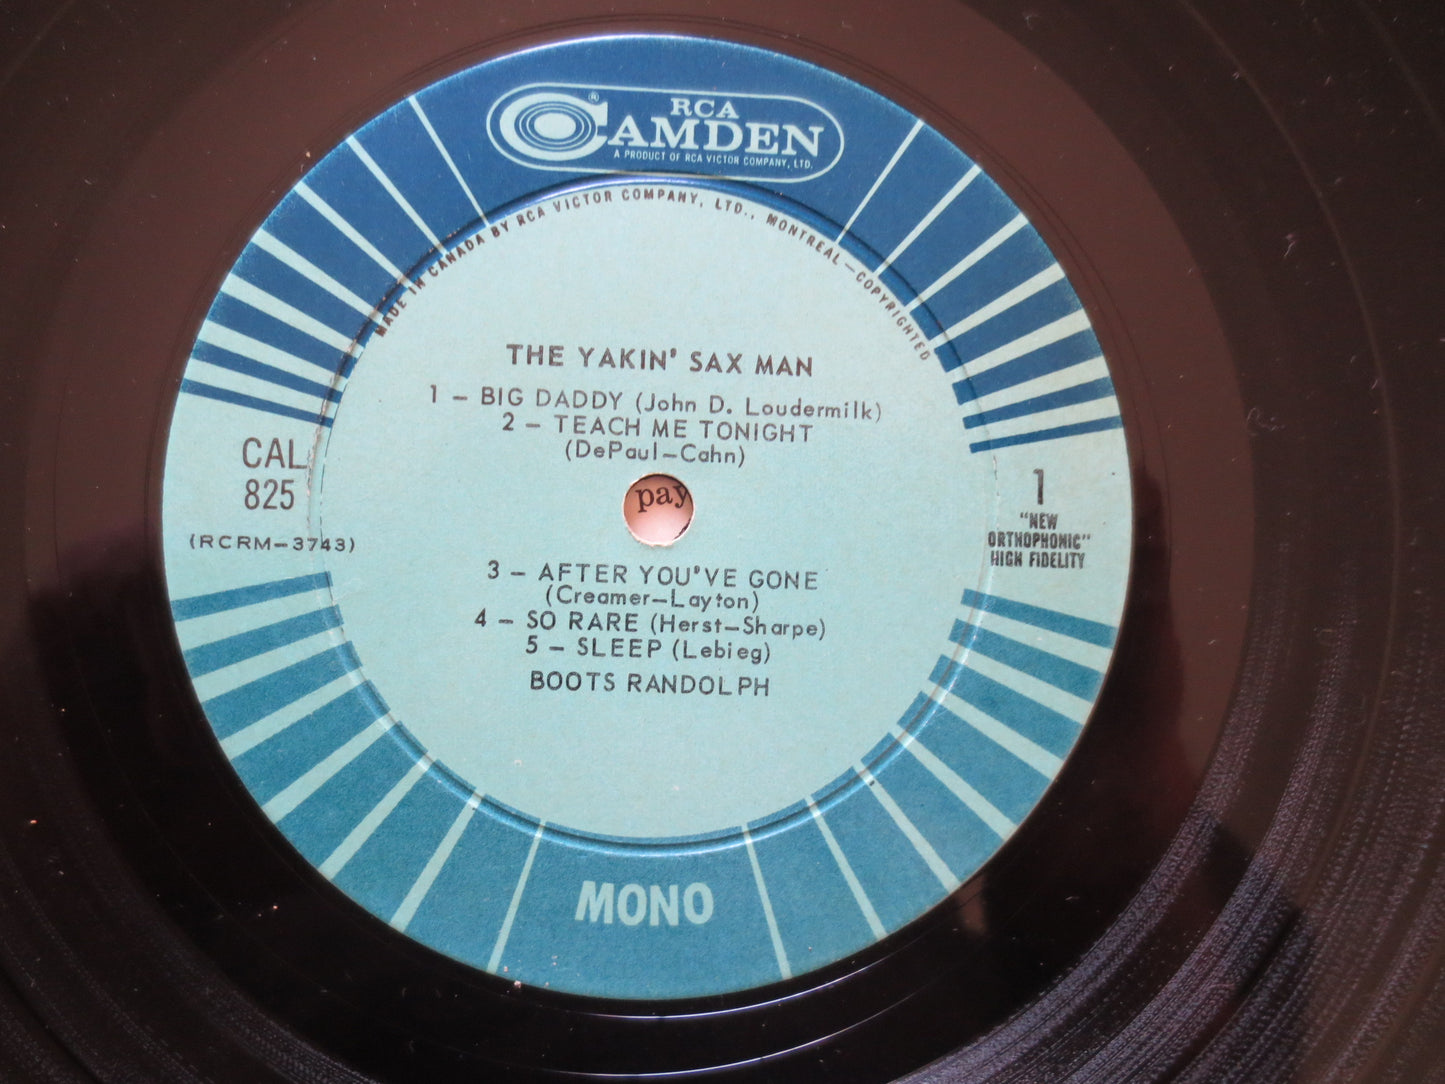 RCA
CAMDEN
®
A PRODUCT OF RCA VICTOR COMPANY, LTD.
MADE IN CANADA BY RCA VICTOR COMPANY, LTD., MONTREAL—COPYRIGHTED
THE YAKIN' SAX MAN
1 – BIG DADDY (John D. Loudermilk)
2 – TEACH ME TONIGHT
(DePaul–Cahn)
CAL
825
(RCRM–3743)
pay
1
"NEW
ORTHOPHONIC"
HIGH FIDELITY
3 – AFTER YOU'VE GONE
(Creamer–Layton)
4 – SO RARE (Herst–Sharpe)
5 – SLEEP (Lebieg)
BOOTS RANDOLPH
MONO